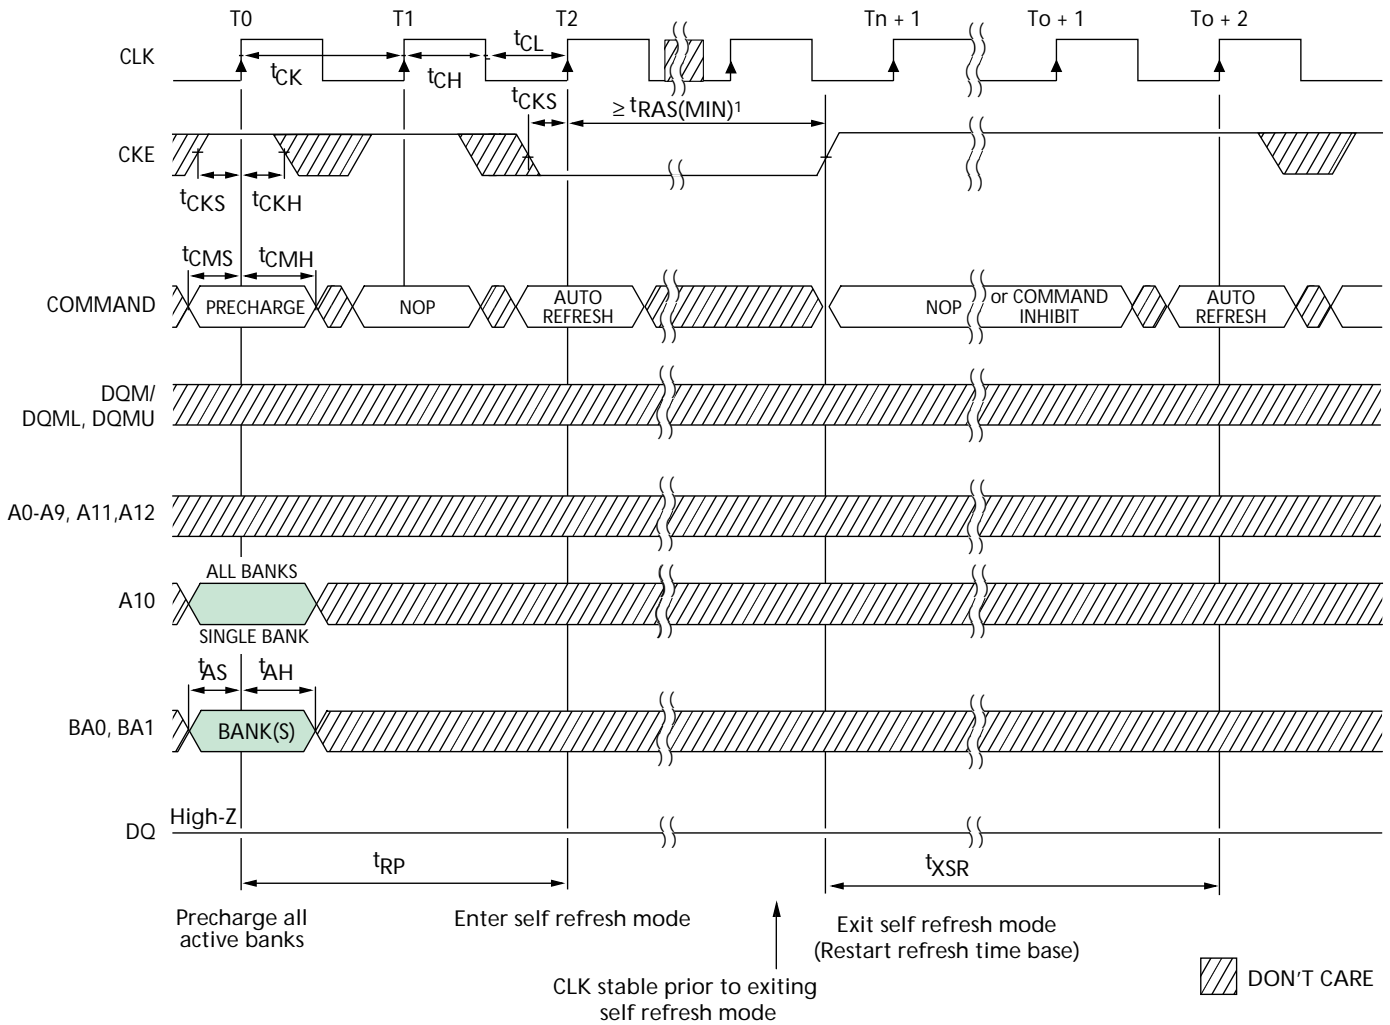 T0 T1 T2 Tn + 1 To + 1 To + 2
CLK
tCK tCH tCL
tCKS ≥ tRAS(MIN)¹
CKE
tCKS tCKH
tCMS tCMH
COMMAND
PRECHARGE
NOP
AUTO
REFRESH
NOP
or COMMAND
INHIBIT
AUTO
REFRESH
DQM/
DQML, DQMU
A0-A9, A11,A12
ALL BANKS
A10
SINGLE BANK
tAS tAH
BA0, BA1
BANK(S)
High-Z
DQ
tRP tXSR
Precharge all
active banks
Enter self refresh mode
Exit self refresh mode
(Restart refresh time base)
CLK stable prior to exiting
self refresh mode
DON'T CARE